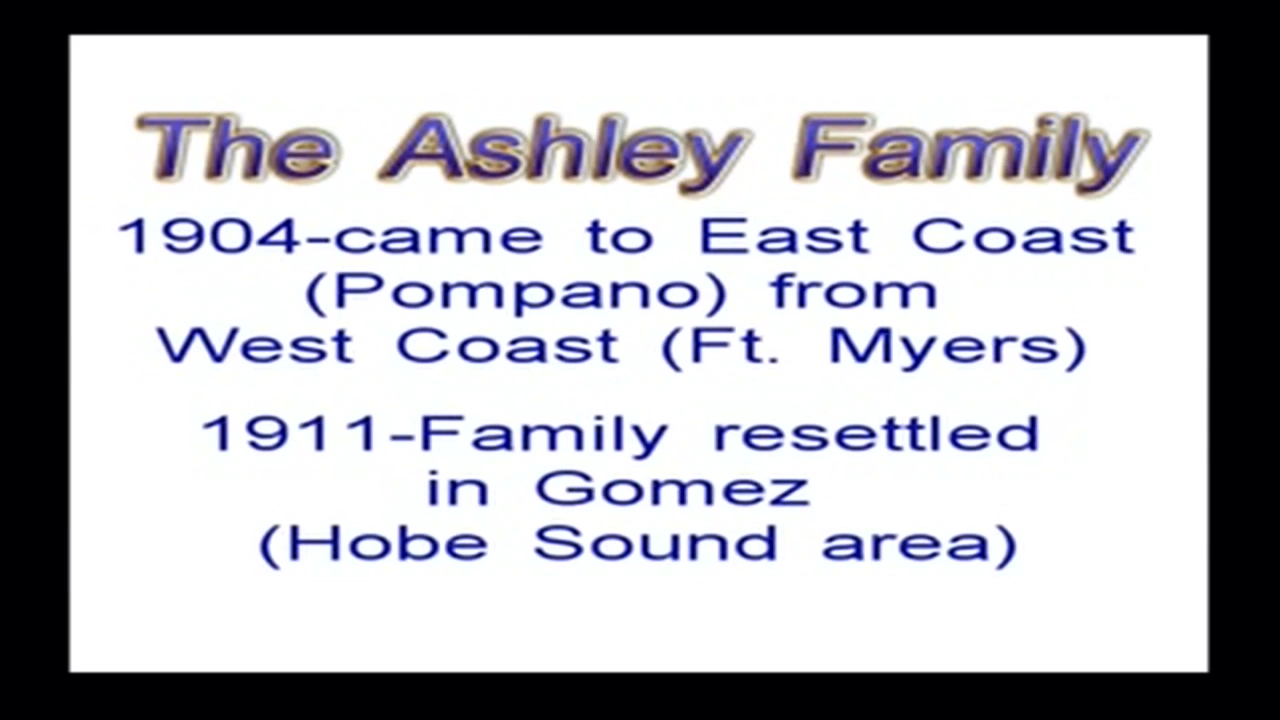 The Ashley Family
1904-came to East Coast
(Pompano) from
West Coast (Ft. Myers)
1911-Family resettled
in Gomez
(Hobe Sound area)